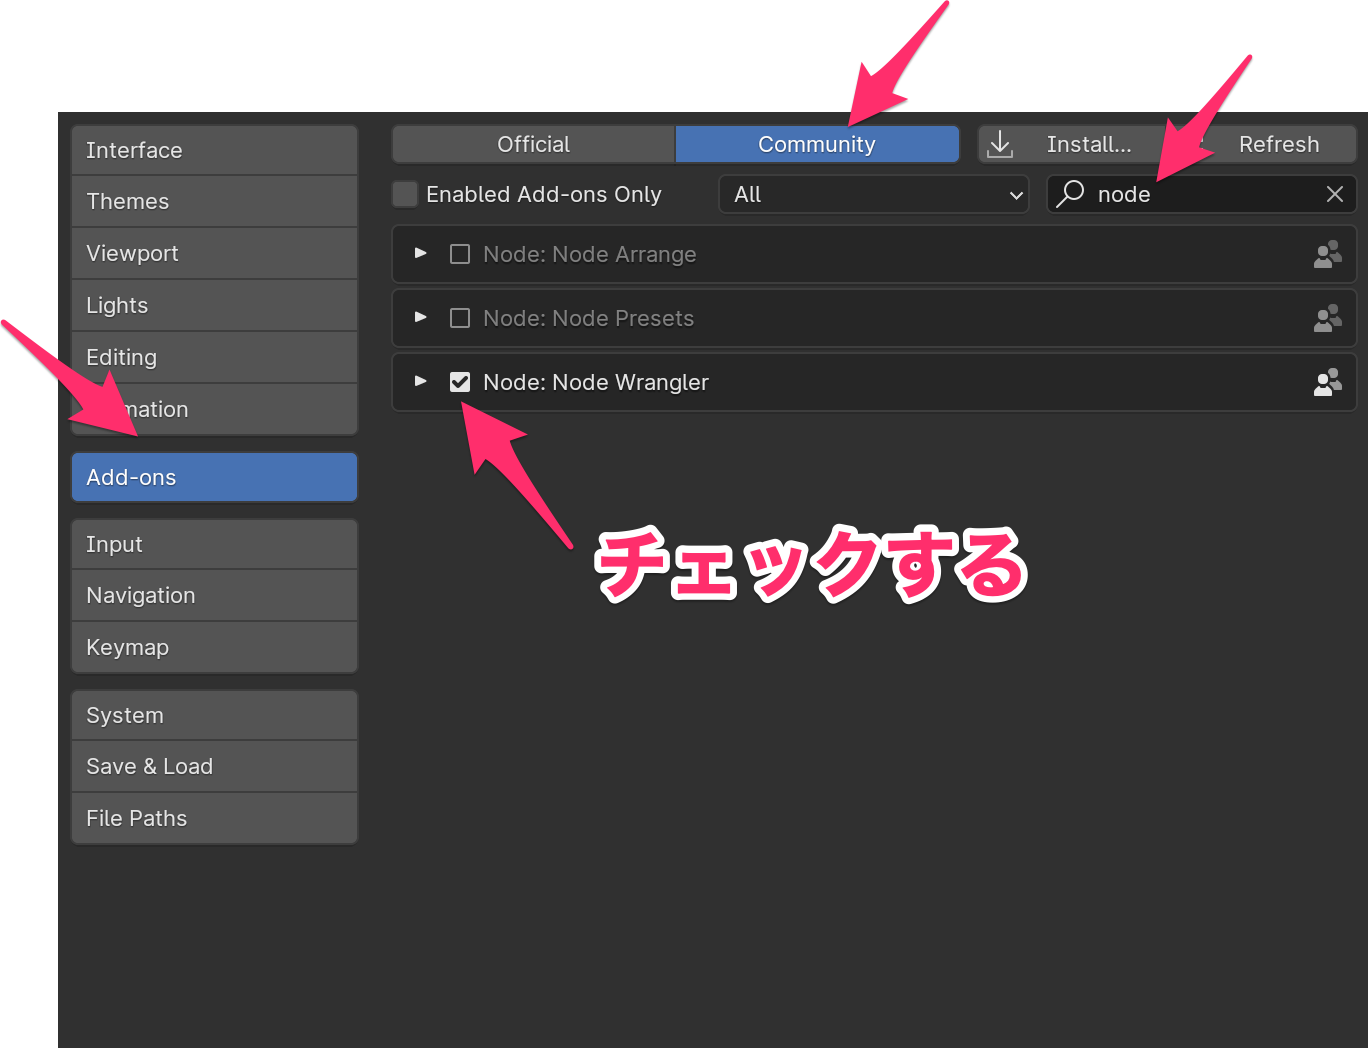 Interface
Themes
Viewport
Lights
Editing
mation
Add-ons
Input
Navigation
Keymap
System
Save & Load
File Paths
Official
Community
Install...
Refresh
Enabled Add-ons Only
All
node
Node: Node Arrange
Node: Node Presets
Node: Node Wrangler
チェックする